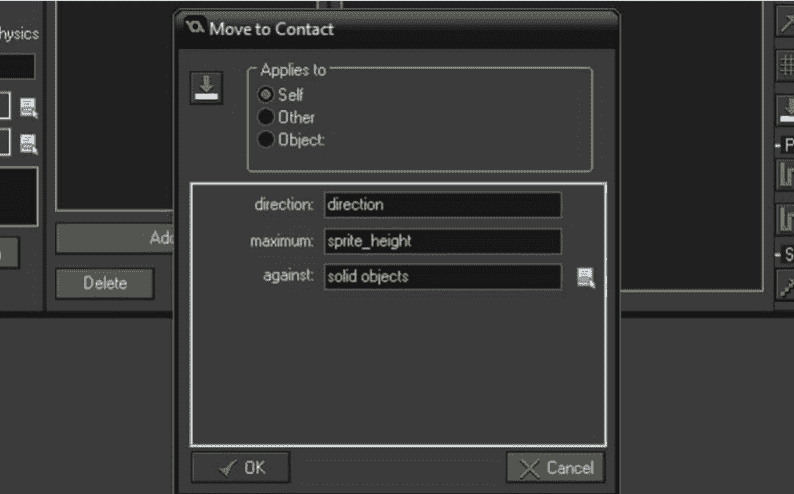 Move to Contact
hysics
Applies to
Self
Other
Object:
direction: direction
maximum: sprite_height
against: solid objects
Add
Delete
OK
Cancel
P
S